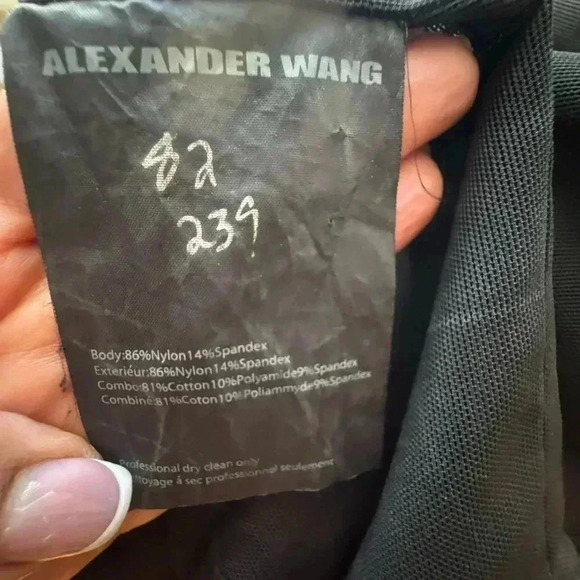 ALEXANDER WANG
82
239
Body:86%Nylon14%Spandex
Exterieur:86%Nylon14%Spandex
Combo:81%Cotton10%Polyamide9%Spandex
Combiné:81%Coton10%Poliammyde9%Spandex
Professional dry clean only
Nettoyage á sec professionnel seulement